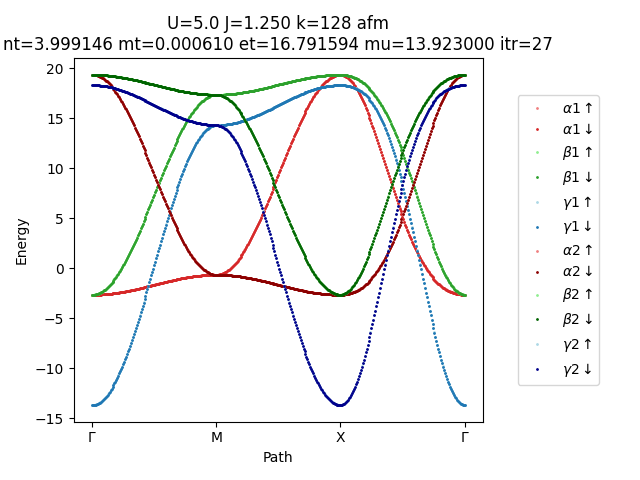 U=5.0 J=1.250 k=128 afm
nt=3.999146 mt=0.000610 et=16.791594 mu=13.923000 itr=27
20
15
10
5
0
−5
−10
−15
Energy
Γ
M
X
Γ
Path
α1↑
α1↓
β1↑
β1↓
γ1↑
γ1↓
α2↑
α2↓
β2↑
β2↓
γ2↑
γ2↓